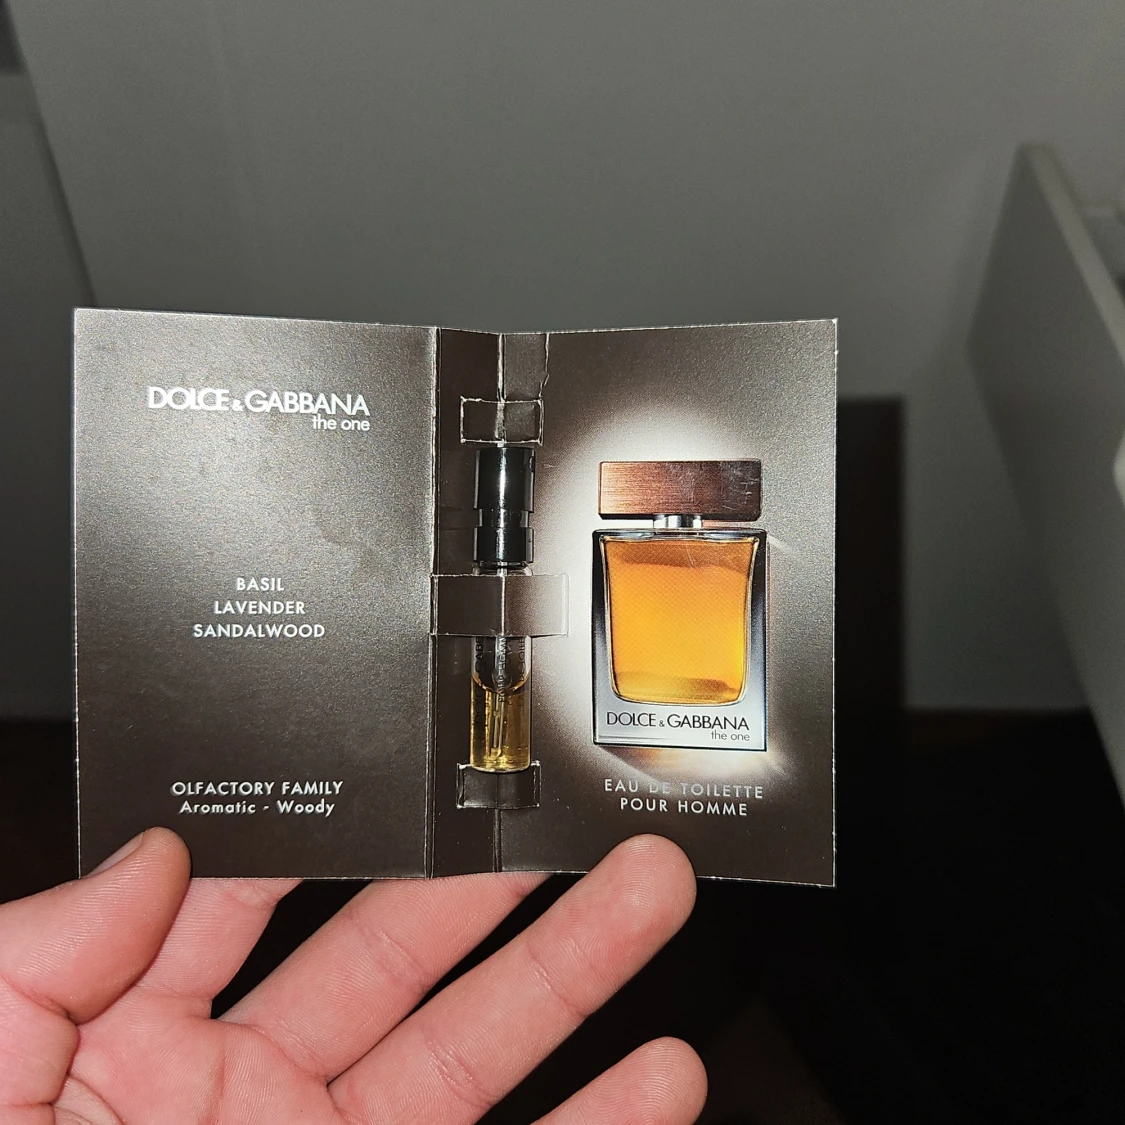 DOLCE & GABBANA
the one
BASIL
LAVENDER
SANDALWOOD
OLFACTORY FAMILY
Aromatic - Woody
DOLCE & GABBANA
the one
EAU DE TOILETTE
POUR HOMME